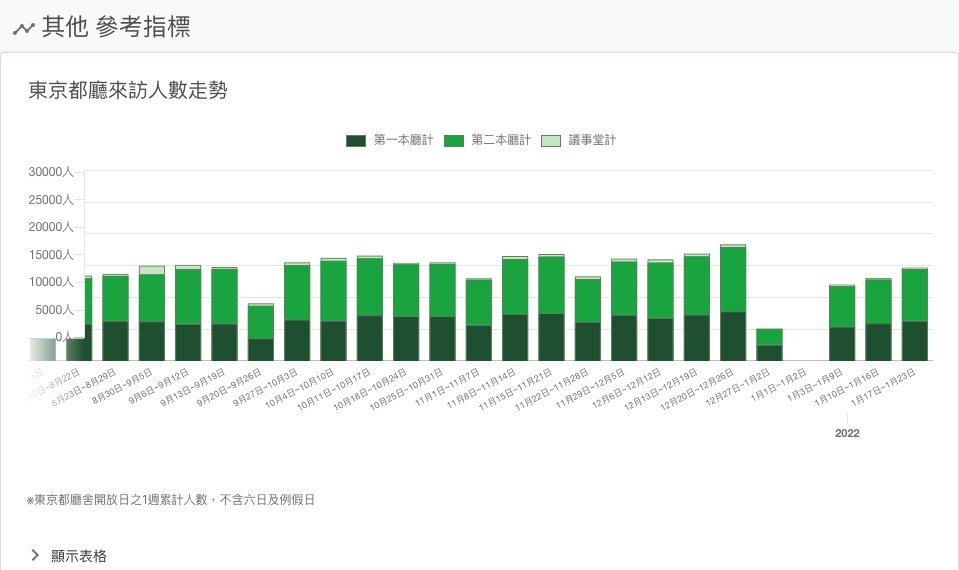 其他 參考指標
東京都廳來訪人數走勢
第一本廳計 第二本廳計 議事堂計
30000人
25000人
20000人
15000人
10000人
5000人
0人
8月23日~8月29日
8月30日~9月5日
9月6日~9月12日
9月13日~9月19日
9月20日~9月26日
9月27日~10月3日
10月4日~10月10日
10月11日~10月17日
10月18日~10月24日
10月25日~10月31日
11月1日~11月7日
11月8日~11月14日
11月15日~11月21日
11月22日~11月28日
11月29日~12月5日
12月6日~12月12日
12月13日~12月19日
12月20日~12月26日
12月27日~1月2日
1月1日~1月2日
1月3日~1月9日
1月10日~1月16日
1月17日~1月23日
2022
※東京都廳舍開放日之1週累計人數，不含六日及例假日
顯示表格